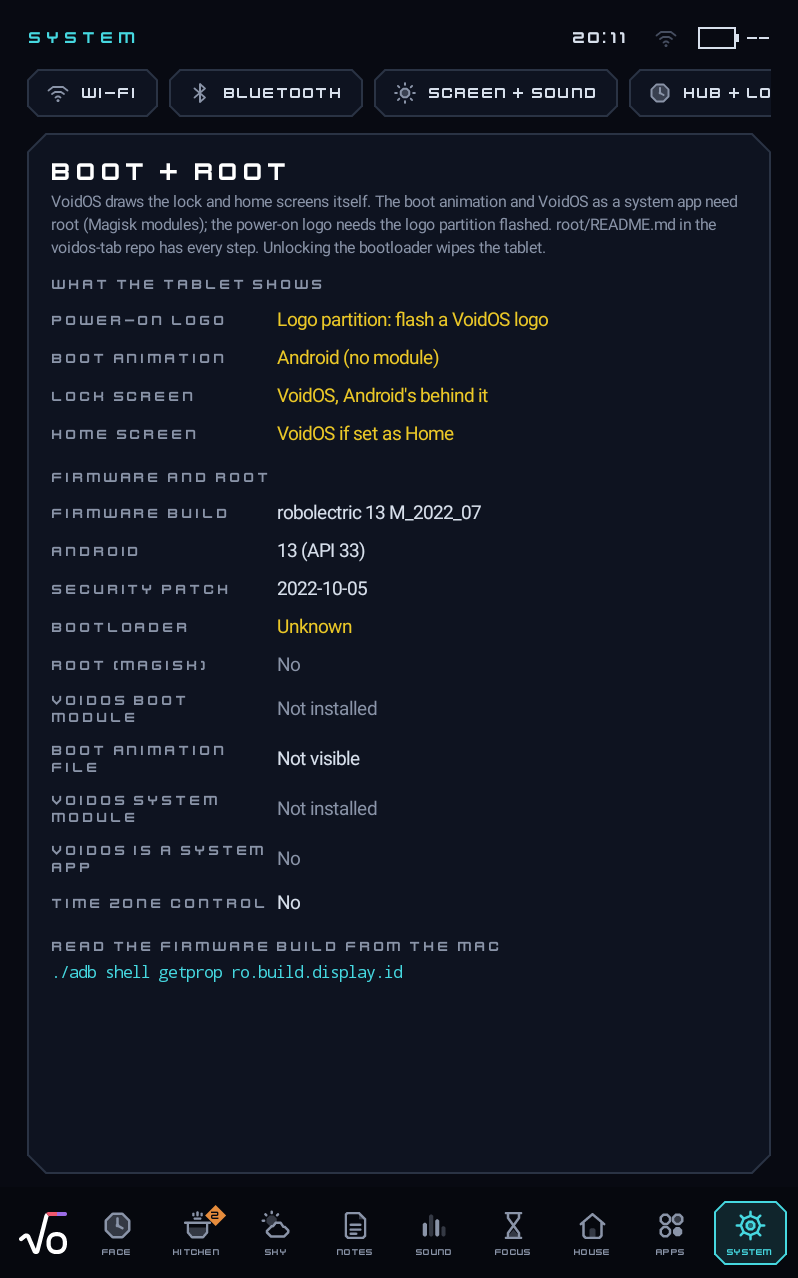 SYSTEM
20:11
--
WI-FI
BLUETOOTH
SCREEN + SOUND
HUB + LO
BOOT + ROOT
VoidOS draws the lock and home screens itself. The boot animation and VoidOS as a system app need
root (Magisk modules); the power-on logo needs the logo partition flashed. root/README.md in the
voidos-tab repo has every step. Unlocking the bootloader wipes the tablet.
WHAT THE TABLET SHOWS
POWER-ON LOGO
Logo partition: flash a VoidOS logo
BOOT ANIMATION
Android (no module)
LOCK SCREEN
VoidOS, Android's behind it
HOME SCREEN
VoidOS if set as Home
FIRMWARE AND ROOT
FIRMWARE BUILD
robolectric 13 M_2022_07
ANDROID
13 (API 33)
SECURITY PATCH
2022-10-05
BOOTLOADER
Unknown
ROOT (MAGISK)
No
VOIDOS BOOT
MODULE
Not installed
BOOT ANIMATION
FILE
Not visible
VOIDOS SYSTEM
MODULE
Not installed
VOIDOS IS A SYSTEM
APP
No
TIME ZONE CONTROL
No
READ THE FIRMWARE BUILD FROM THE MAC
./adb shell getprop ro.build.display.id
√o
FACE
2
KITCHEN
SKY
NOTES
SOUND
FOCUS
HOUSE
APPS
SYSTEM